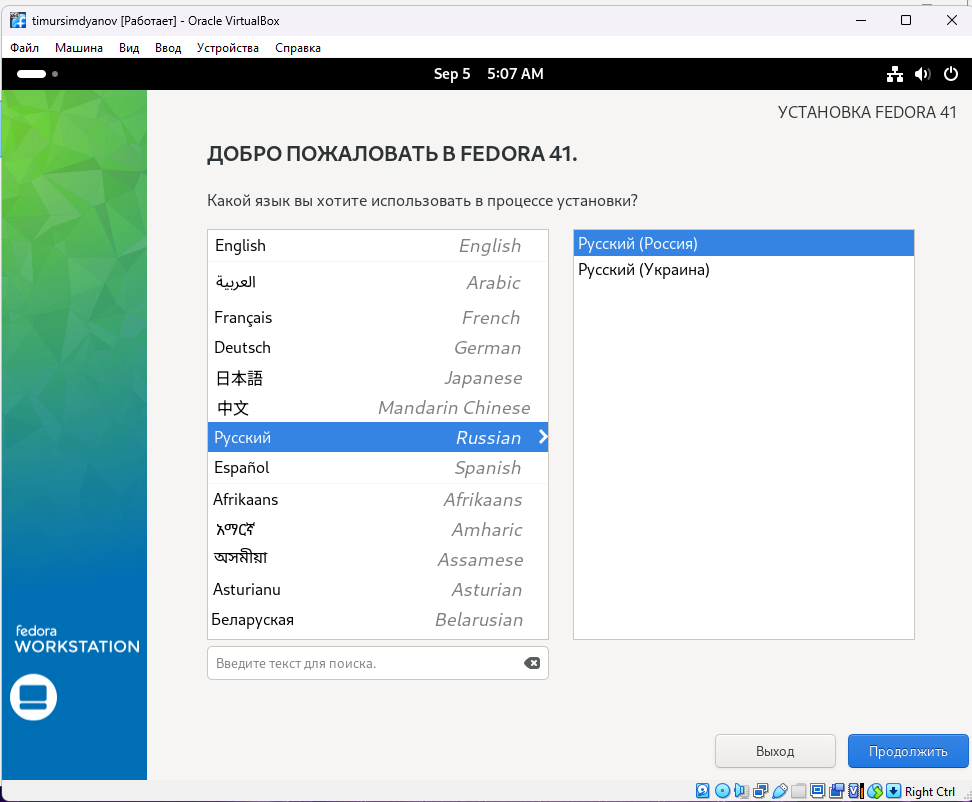 timursimdyanov [Работает] - Oracle VirtualBox
Файл Машина Вид Ввод Устройства Справка
Sep 5 5:07 AM
УСТАНОВКА FEDORA 41
ДОБРО ПОЖАЛОВАТЬ В FEDORA 41.
Какой язык вы хотите использовать в процессе установки?
English English
العربية Arabic
Français French
Deutsch German
日本語 Japanese
中文 Mandarin Chinese
Русский Russian
Español Spanish
Afrikaans Afrikaans
አማርኛ Amharic
অসমীয়া Assamese
Asturianu Asturian
Беларуская Belarusian
Введите текст для поиска.
Русский (Россия)
Русский (Украина)
fedora
WORKSTATION
Выход Продолжить
Right Ctrl